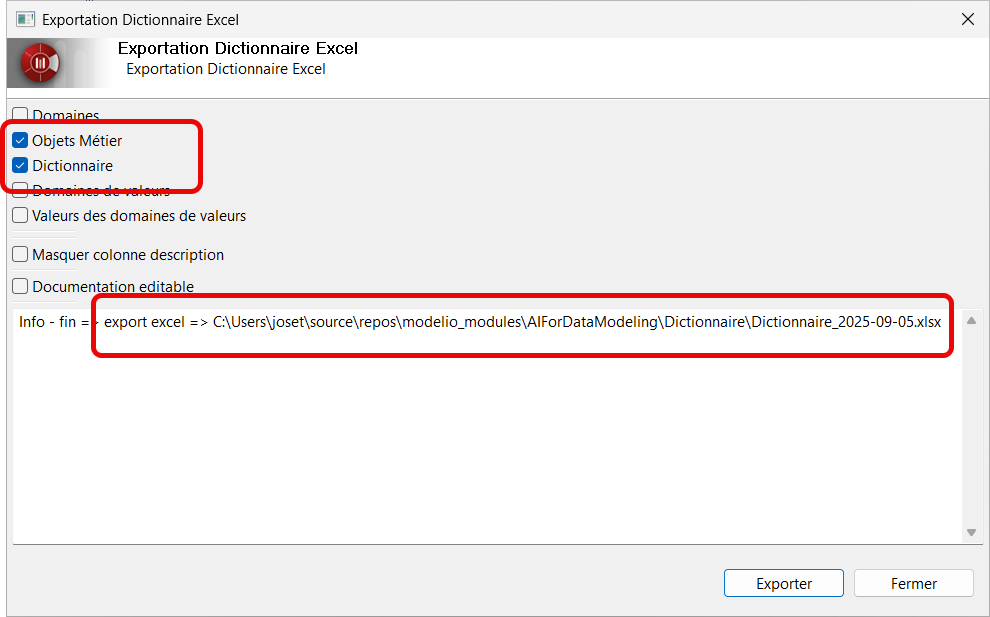 Exportation Dictionnaire Excel
Exportation Dictionnaire Excel
Exportation Dictionnaire Excel
Domaines
Objets Métier
Dictionnaire
Domaines de valeurs
Valeurs des domaines de valeurs
Masquer colonne description
Documentation editable
Info - fin => export excel => C:\Users\joset\source\repos\modelio_modules\AIForDataModeling\Dictionnaire\Dictionnaire_2025-09-05.xlsx
Exporter
Fermer